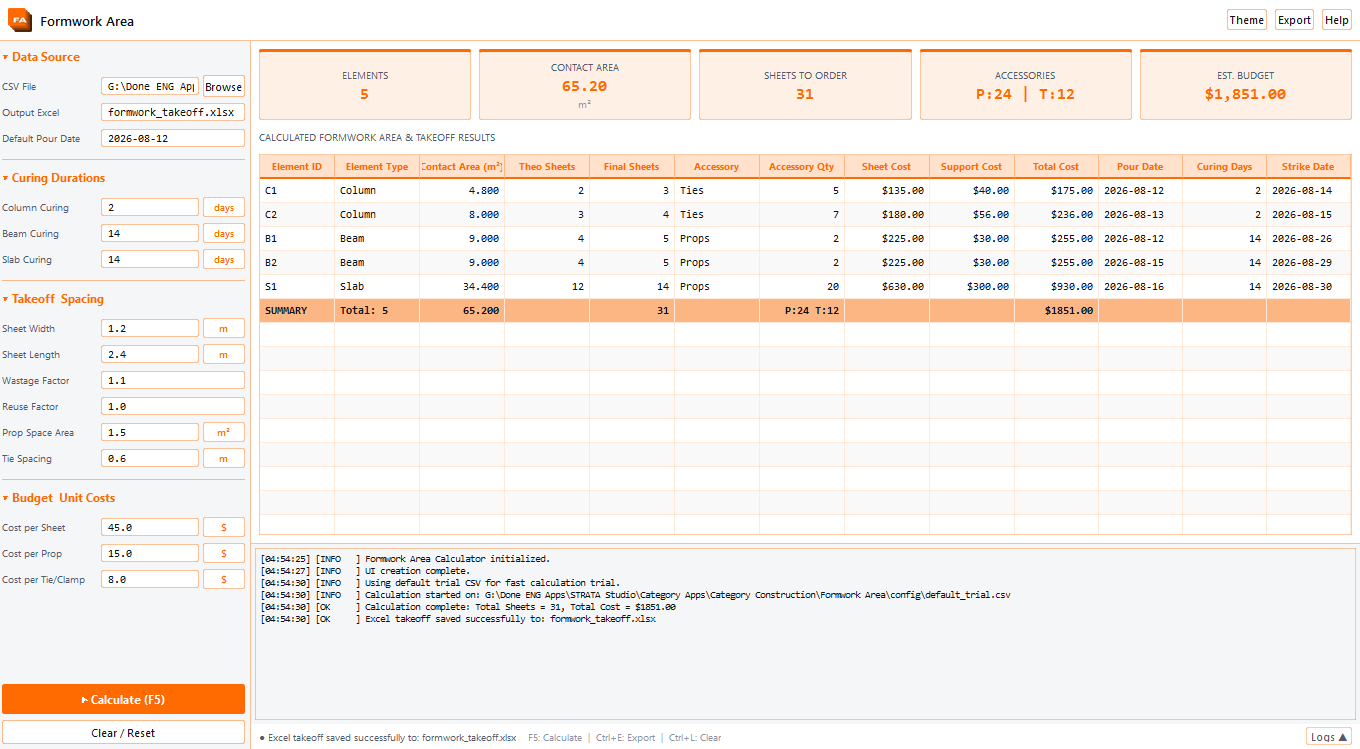 FA Formwork Area Theme Export Help
▾ Data Source
CSV File G:\Done ENG Ap Browse
Output Excel formwork_takeoff.xlsx
Default Pour Date 2026-08-12
▾ Curing Durations
Column Curing 2 days
Beam Curing 14 days
Slab Curing 14 days
▾ Takeoff Spacing
Sheet Width 1.2 m
Sheet Length 2.4 m
Wastage Factor 1.1
Reuse Factor 1.0
Prop Space Area 1.5 m²
Tie Spacing 0.6 m
▾ Budget Unit Costs
Cost per Sheet 45.0 $
Cost per Prop 15.0 $
Cost per Tie/Clamp 8.0 $
Calculate (F5)
Clear / Reset
ELEMENTS
5
CONTACT AREA
65.20
m²
SHEETS TO ORDER
31
ACCESSORIES
P:24 | T:12
EST. BUDGET
$1,851.00
CALCULATED FORMWORK AREA & TAKEOFF RESULTS
Element ID Element Type Contact Area (m²) Theo Sheets Final Sheets Accessory Accessory Qty Sheet Cost Support Cost Total Cost Pour Date Curing Days Strike Date
C1 Column 4.800 2 3 Ties 5 $135.00 $40.00 $175.00 2026-08-12 2 2026-08-14
C2 Column 8.000 3 4 Ties 7 $180.00 $56.00 $236.00 2026-08-13 2 2026-08-15
B1 Beam 9.000 4 5 Props 2 $225.00 $30.00 $255.00 2026-08-12 14 2026-08-26
B2 Beam 9.000 4 5 Props 2 $225.00 $30.00 $255.00 2026-08-15 14 2026-08-29
S1 Slab 34.400 12 14 Props 20 $630.00 $300.00 $930.00 2026-08-16 14 2026-08-30
SUMMARY Total: 5 65.200 31 P:24 T:12 $1851.00
[04:54:25] [INFO ] Formwork Area Calculator initialized.
[04:54:27] [INFO ] UI creation complete.
[04:54:30] [INFO ] Using default trial CSV for fast calculation trial.
[04:54:30] [INFO ] Calculation started on: G:\Done ENG Apps\STRATA Studio\Category Apps\Category Construction\Formwork Area\config\default_trial.csv
[04:54:30] [OK ] Calculation complete: Total Sheets = 31, Total Cost = $1851.00
[04:54:30] [OK ] Excel takeoff saved successfully to: formwork_takeoff.xlsx
● Excel takeoff saved successfully to: formwork_takeoff.xlsx F5: Calculate | Ctrl+E: Export | Ctrl+L: Clear Logs ▲